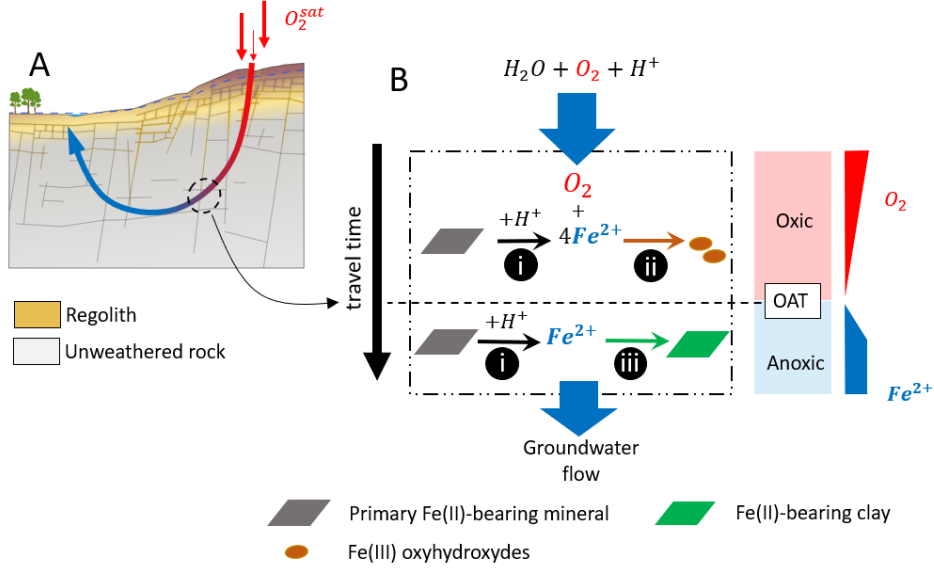 O₂ˢᵃᵗ
A
B
H₂O + O₂ + H⁺
travel time
O₂
+
+H⁺
4Fe²⁺
i
ii
Oxic
O₂
OAT
+H⁺
Fe²⁺
i
iii
Anoxic
Fe²⁺
Regolith
Unweathered rock
Groundwater
flow
Primary Fe(II)-bearing mineral
Fe(II)-bearing clay
Fe(III) oxyhydroxydes